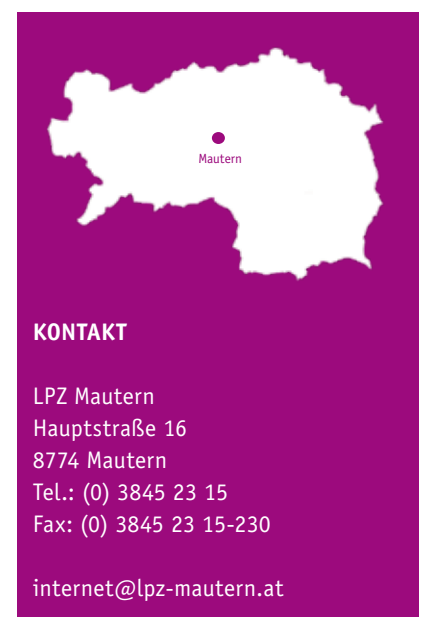 Mautern
KONTAKT
LPZ Mautern
Hauptstraße 16
8774 Mautern
Tel.: (0) 3845 23 15
Fax: (0) 3845 23 15-230
internet@lpz-mautern.at